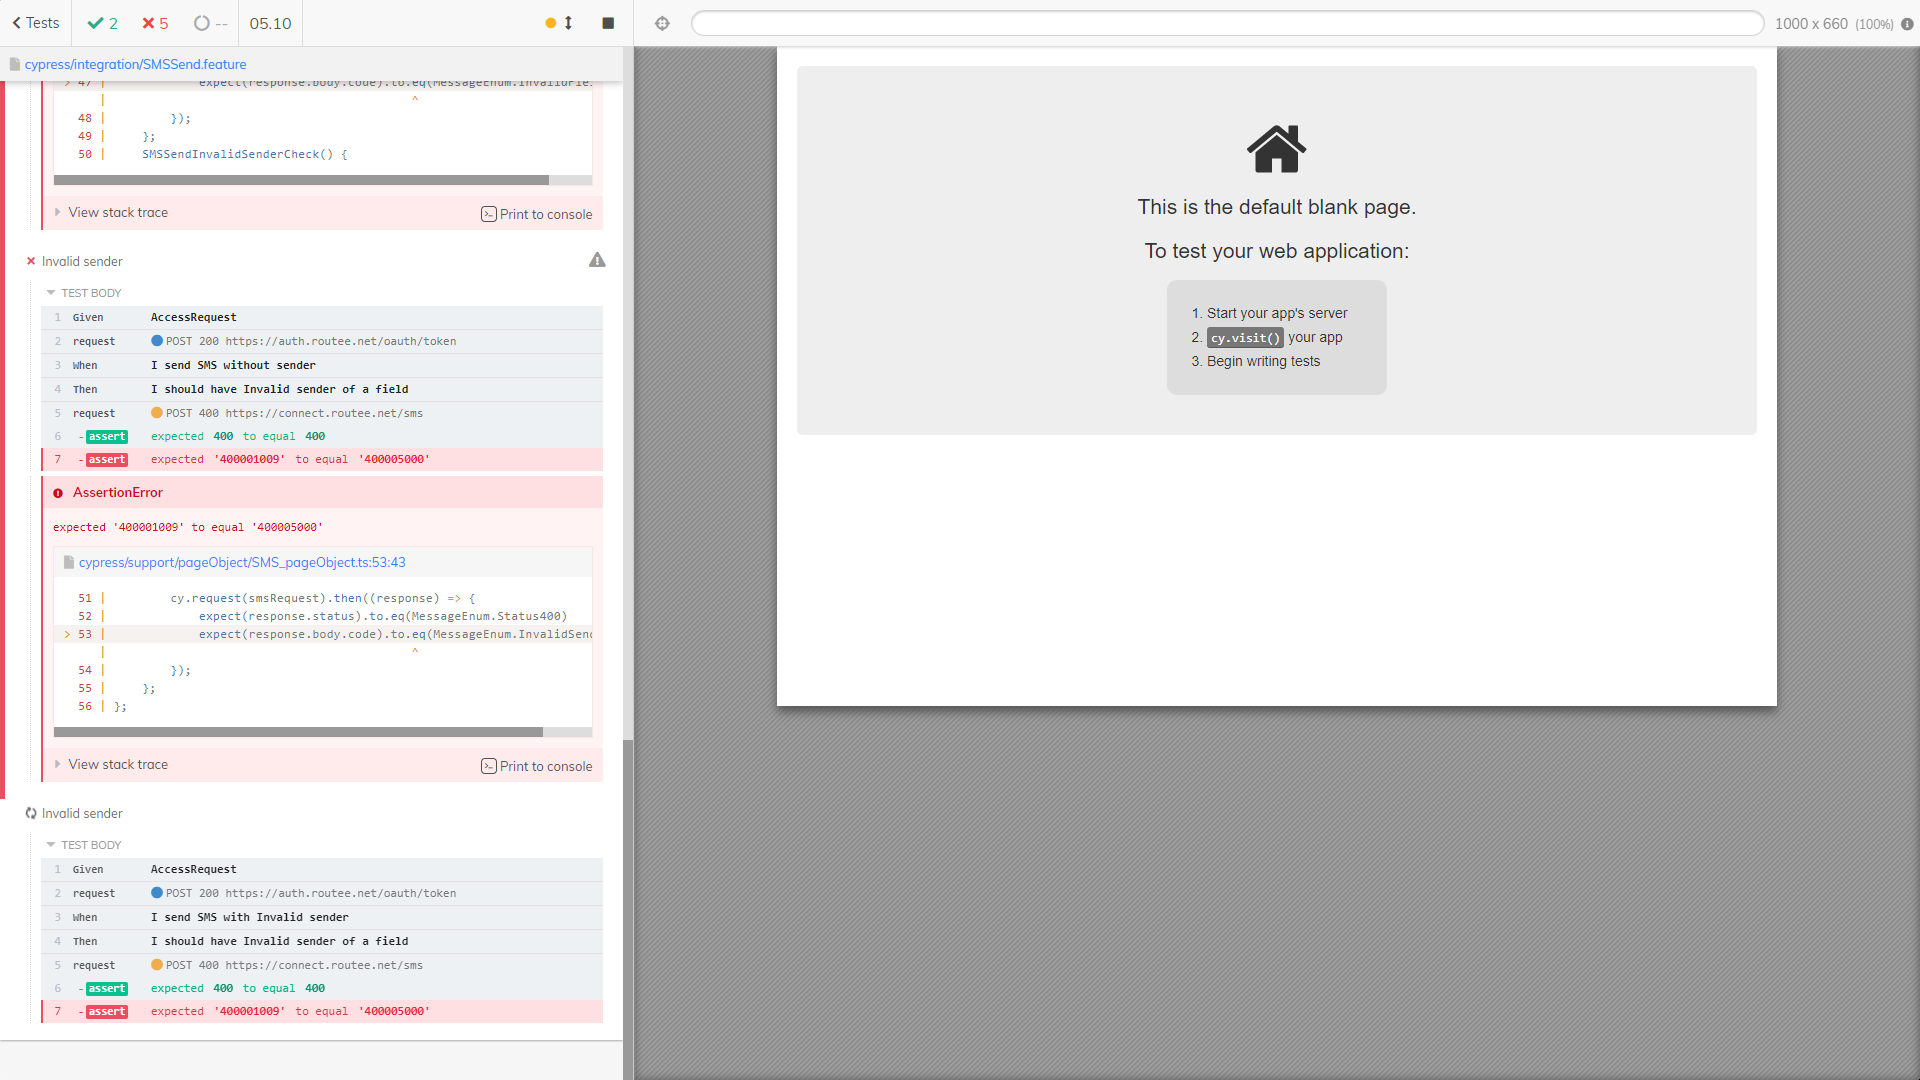 Tests 2 5 -- 05.10
1000 x 660 (100%)
cypress/integration/SMSSend.feature
> 47 | expect(response.body.code).to.eq(MessageEnum.InvalidFie
| ^
48 | });
49 | };
50 | SMSSendInvalidSenderCheck() {
View stack trace Print to console
Invalid sender
TEST BODY
1 Given AccessRequest
2 request POST 200 https://auth.routee.net/oauth/token
3 When I send SMS without sender
4 Then I should have Invalid sender of a field
5 request POST 400 https://connect.routee.net/sms
6 -assert expected 400 to equal 400
7 -assert expected '400001009' to equal '400005000'
AssertionError
expected '400001009' to equal '400005000'
cypress/support/pageObject/SMS_pageObject.ts:53:43
51 | cy.request(smsRequest).then((response) => {
52 | expect(response.status).to.eq(MessageEnum.Status400)
> 53 | expect(response.body.code).to.eq(MessageEnum.InvalidSen
| ^
54 | });
55 | };
56 | };
View stack trace Print to console
Invalid sender
TEST BODY
1 Given AccessRequest
2 request POST 200 https://auth.routee.net/oauth/token
3 When I send SMS with Invalid sender
4 Then I should have Invalid sender of a field
5 request POST 400 https://connect.routee.net/sms
6 -assert expected 400 to equal 400
7 -assert expected '400001009' to equal '400005000'
This is the default blank page.
To test your web application:
1. Start your app's server
2. cy.visit() your app
3. Begin writing tests